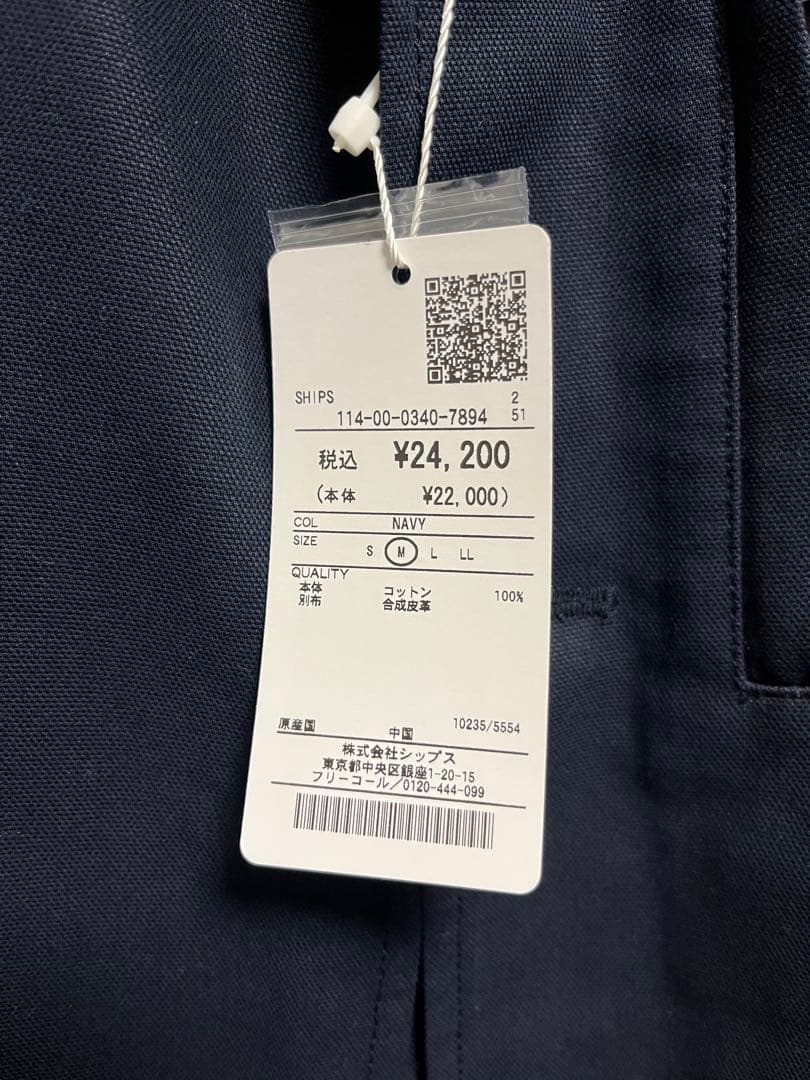 SHIPS 2
114-00-0340-7894 51
税込 ¥24,200
(本体 ¥22,000)
COL NAVY
SIZE
S M L LL
QUALITY
本体 コットン 100%
別布 合成皮革
原産国 中国 10235/5554
株式会社シップス
東京都中央区銀座1-20-15
フリーコール/0120-444-099